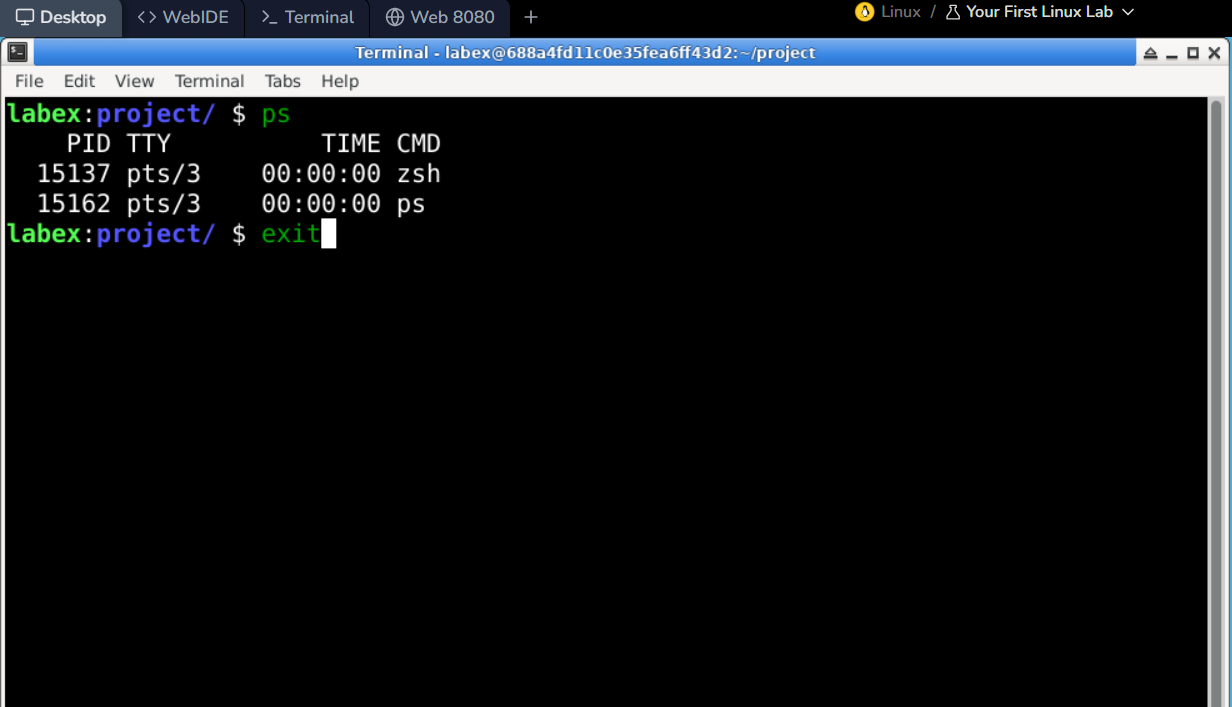 Desktop <> WebIDE >_ Terminal Web 8080 + Linux / Your First Linux Lab
Terminal - labex@688a4fd11c0e35fea6ff43d2:~/project
File Edit View Terminal Tabs Help
labex:project/ $ ps
    PID TTY          TIME CMD
  15137 pts/3    00:00:00 zsh
  15162 pts/3    00:00:00 ps
labex:project/ $ exit